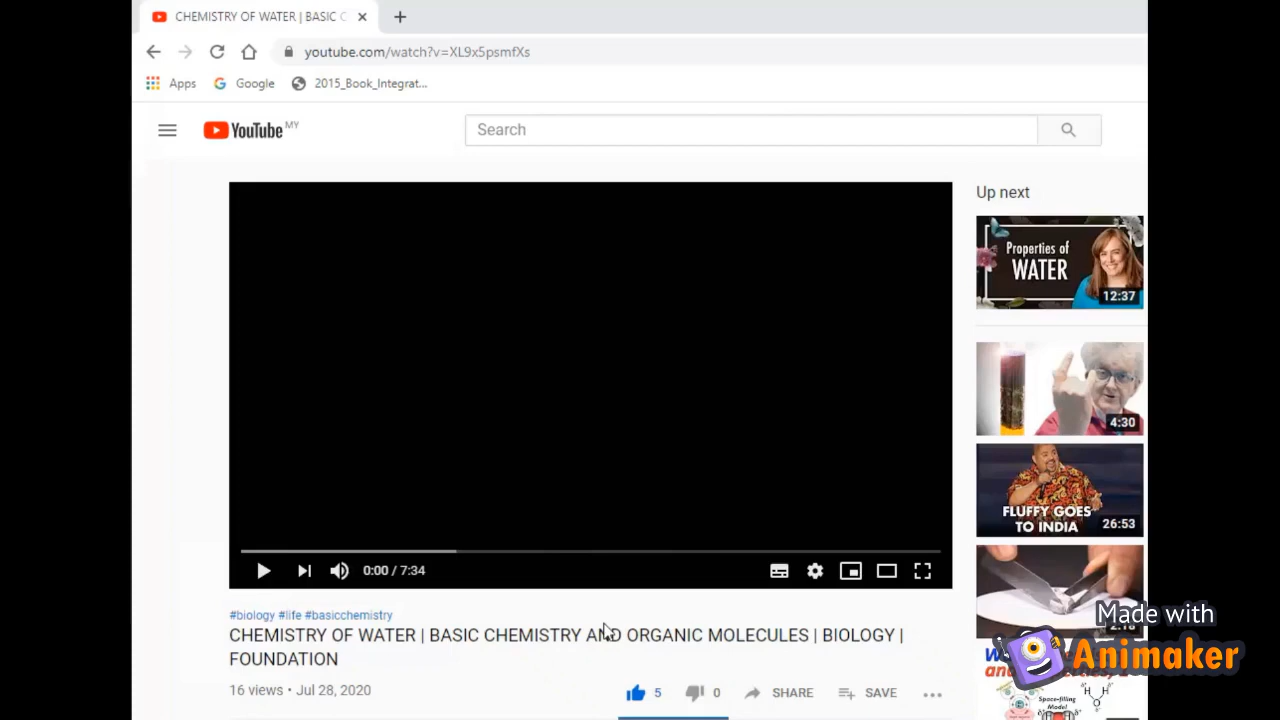 CHEMISTRY OF WATER | BASIC C
youtube.com/watch?v=XL9x5psmfXs
Apps
Google
2015_Book_Integrat...
YouTube MY
Search
Up next
Properties of
WATER
12:37
4:30
FLUFFY GOES
TO INDIA
26:53
0:00 / 7:34
#biology #life #basicchemistry
CHEMISTRY OF WATER | BASIC CHEMISTRY AND ORGANIC MOLECULES | BIOLOGY |
FOUNDATION
16 views • Jul 28, 2020
5
0
SHARE
SAVE
Made with
Animaker
Space-filling
Model